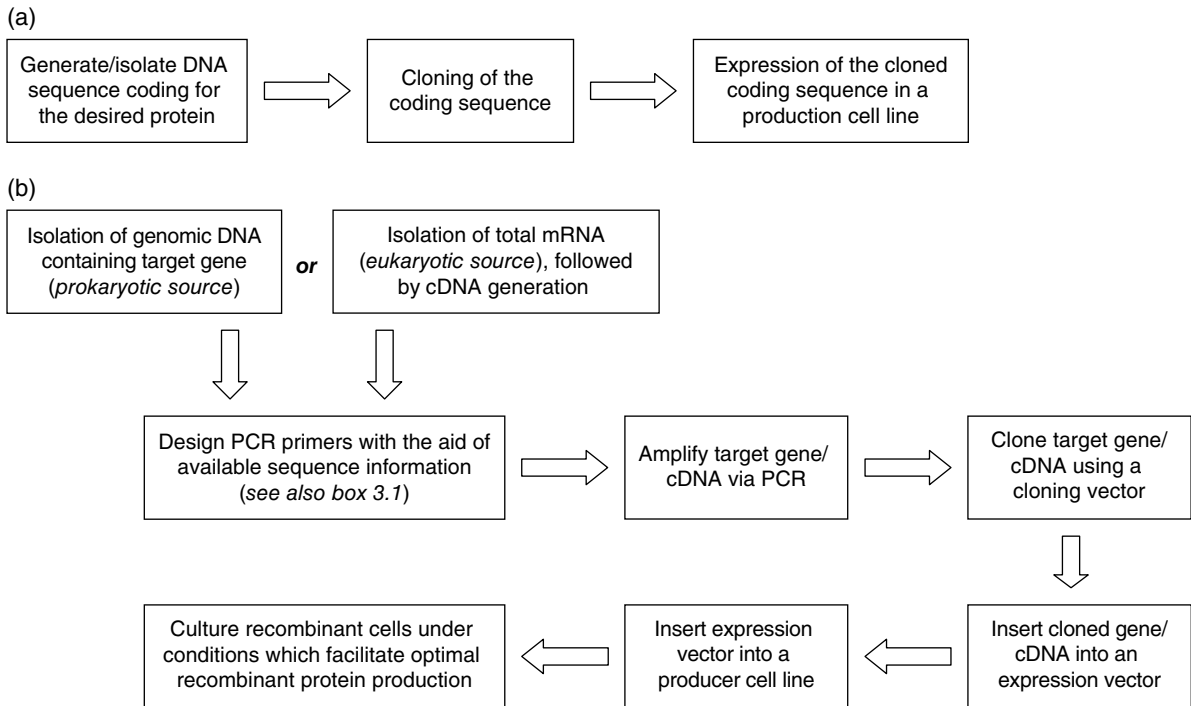 (a)
Generate/isolate DNA
sequence coding for
the desired protein
Cloning of the
coding sequence
Expression of the cloned
coding sequence in a
production cell line
(b)
Isolation of genomic DNA
containing target gene
(prokaryotic source)
or
Isolation of total mRNA
(eukaryotic source), followed
by cDNA generation
Design PCR primers with the aid of
available sequence information
(see also box 3.1)
Amplify target gene/
cDNA via PCR
Clone target gene/
cDNA using a
cloning vector
Insert cloned gene/
cDNA into an
expression vector
Insert expression
vector into a
producer cell line
Culture recombinant cells under
conditions which facilitate optimal
recombinant protein production